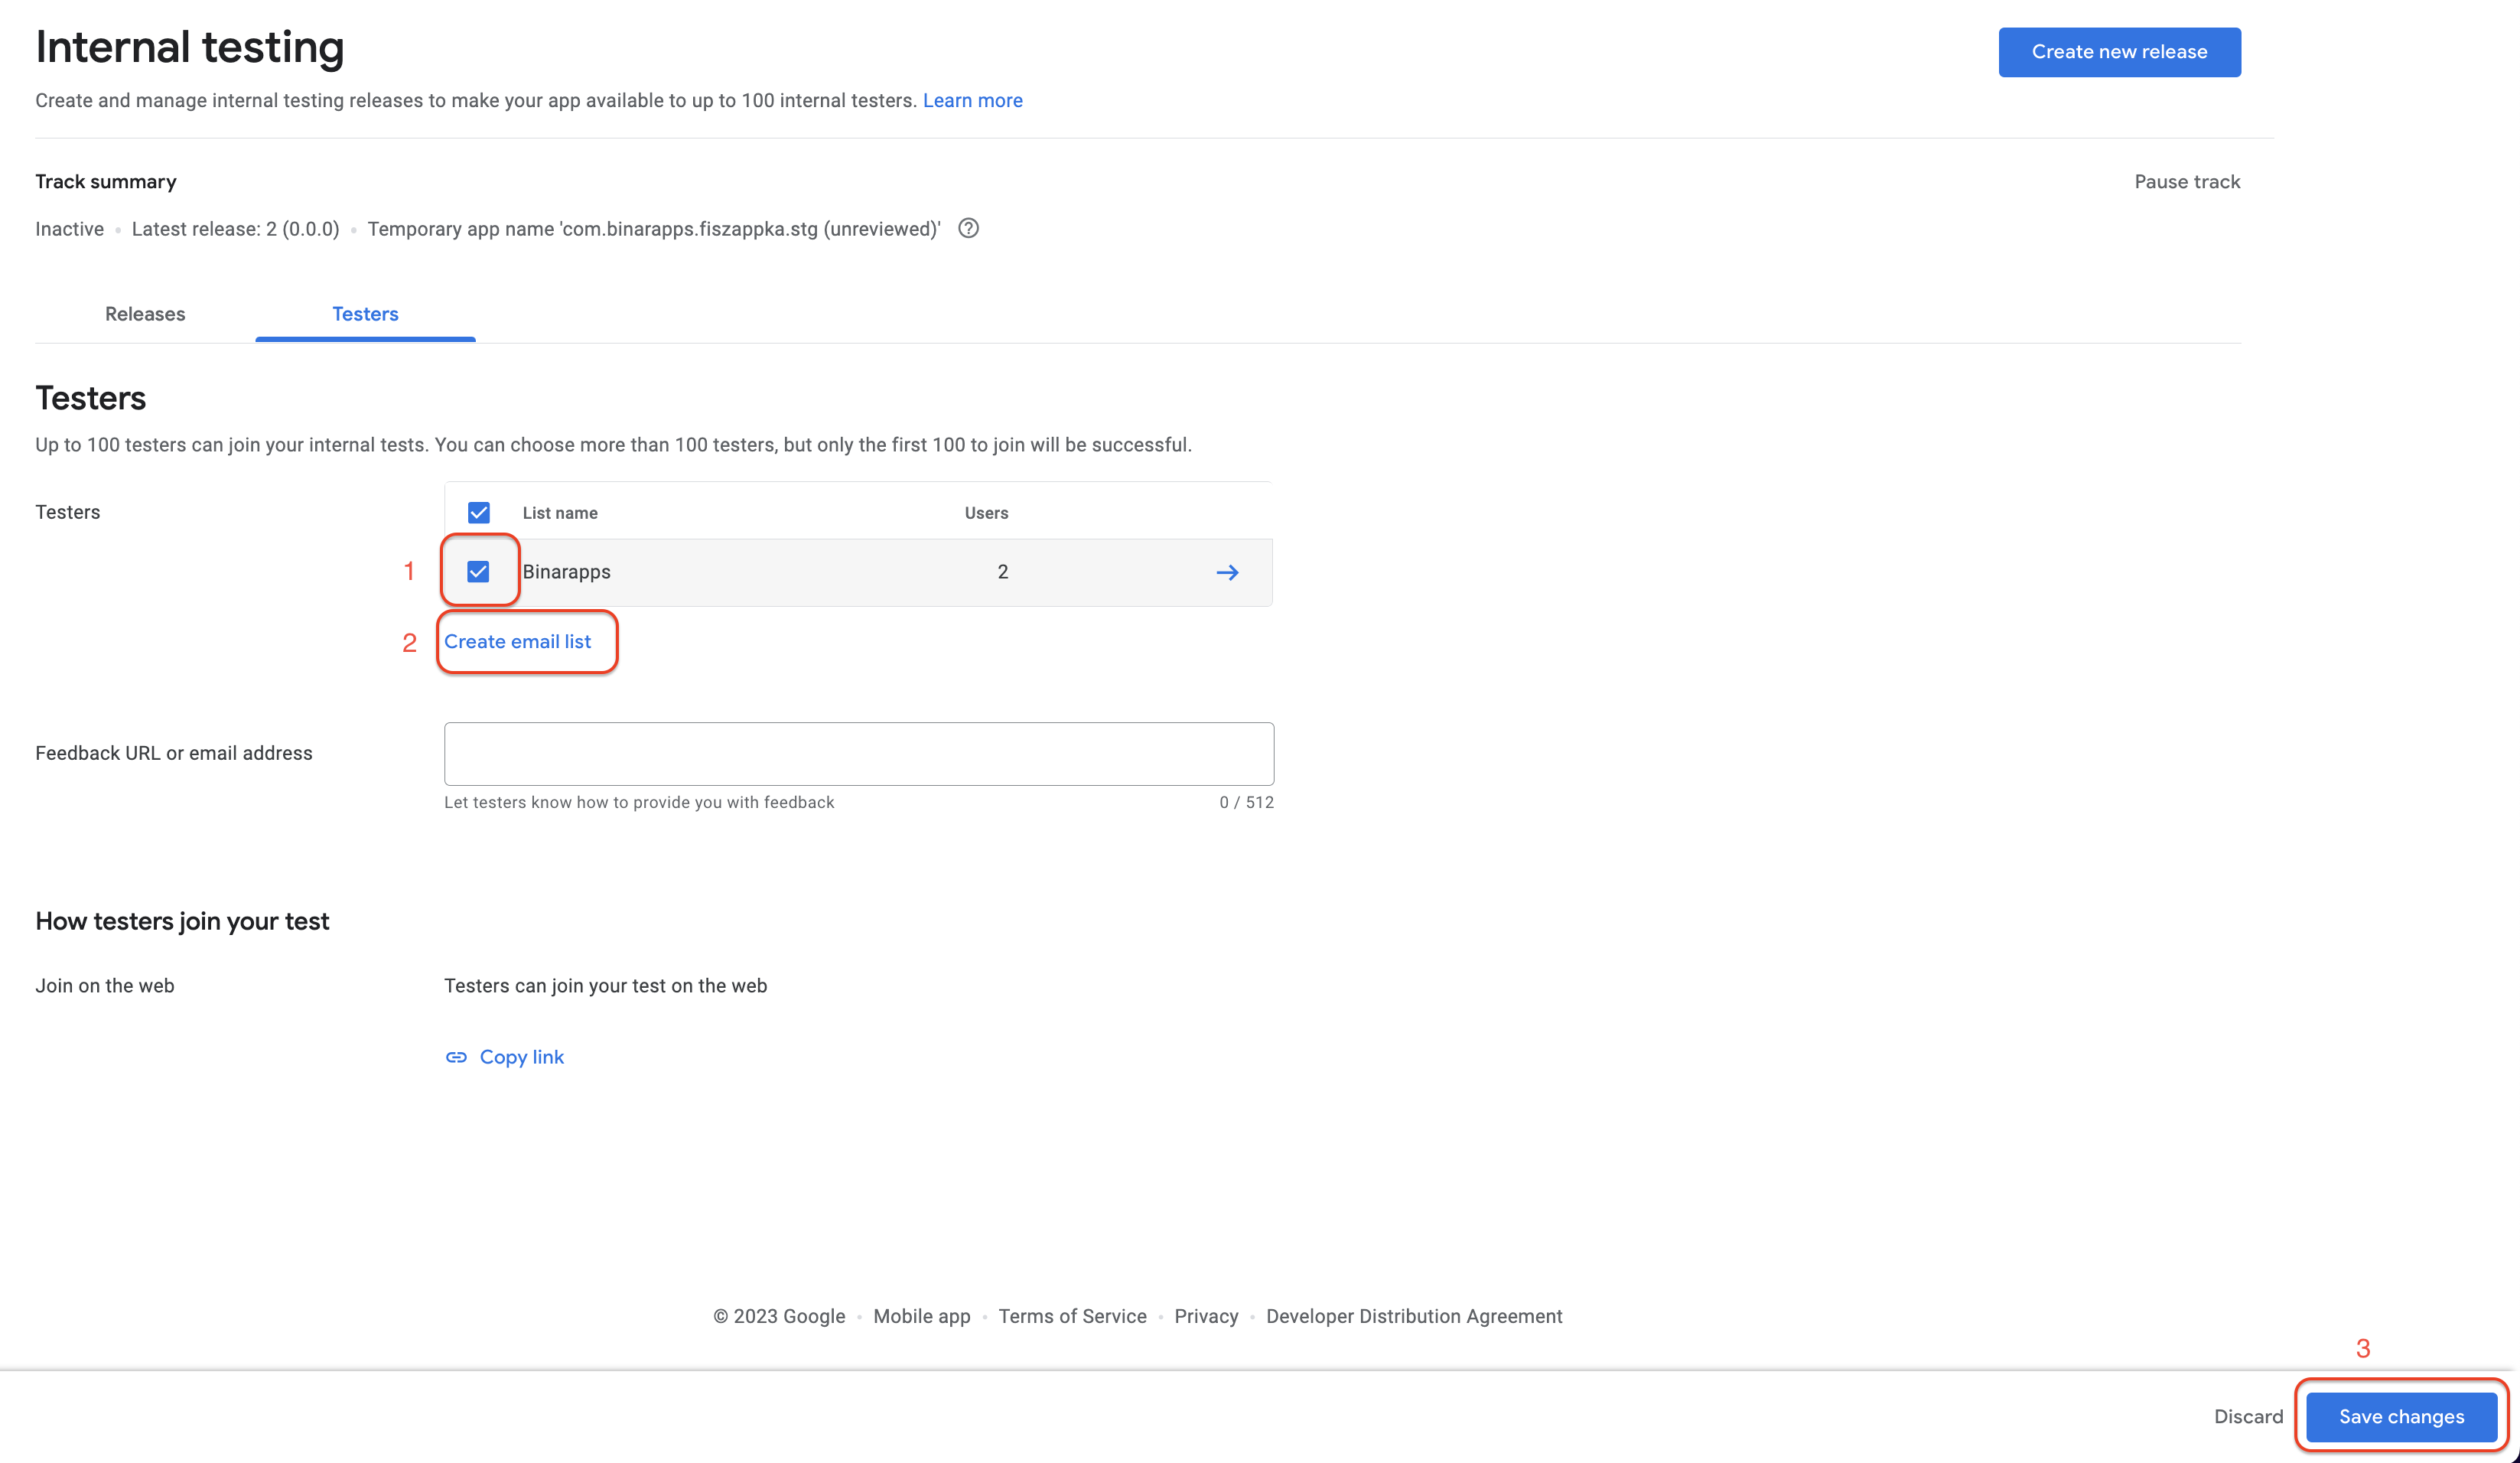 Internal testing
Create new release
Create and manage internal testing releases to make your app available to up to 100 internal testers. Learn more
Track summary
Pause track
Inactive • Latest release: 2 (0.0.0) • Temporary app name 'com.binarapps.fiszappka.stg (unreviewed)' ?
Releases Testers
Testers
Up to 100 testers can join your internal tests. You can choose more than 100 testers, but only the first 100 to join will be successful.
Testers List name Users
1 Binarapps 2
2 Create email list
Feedback URL or email address
Let testers know how to provide you with feedback 0 / 512
How testers join your test
Join on the web Testers can join your test on the web
Copy link
© 2023 Google • Mobile app • Terms of Service • Privacy • Developer Distribution Agreement
3
Discard Save changes